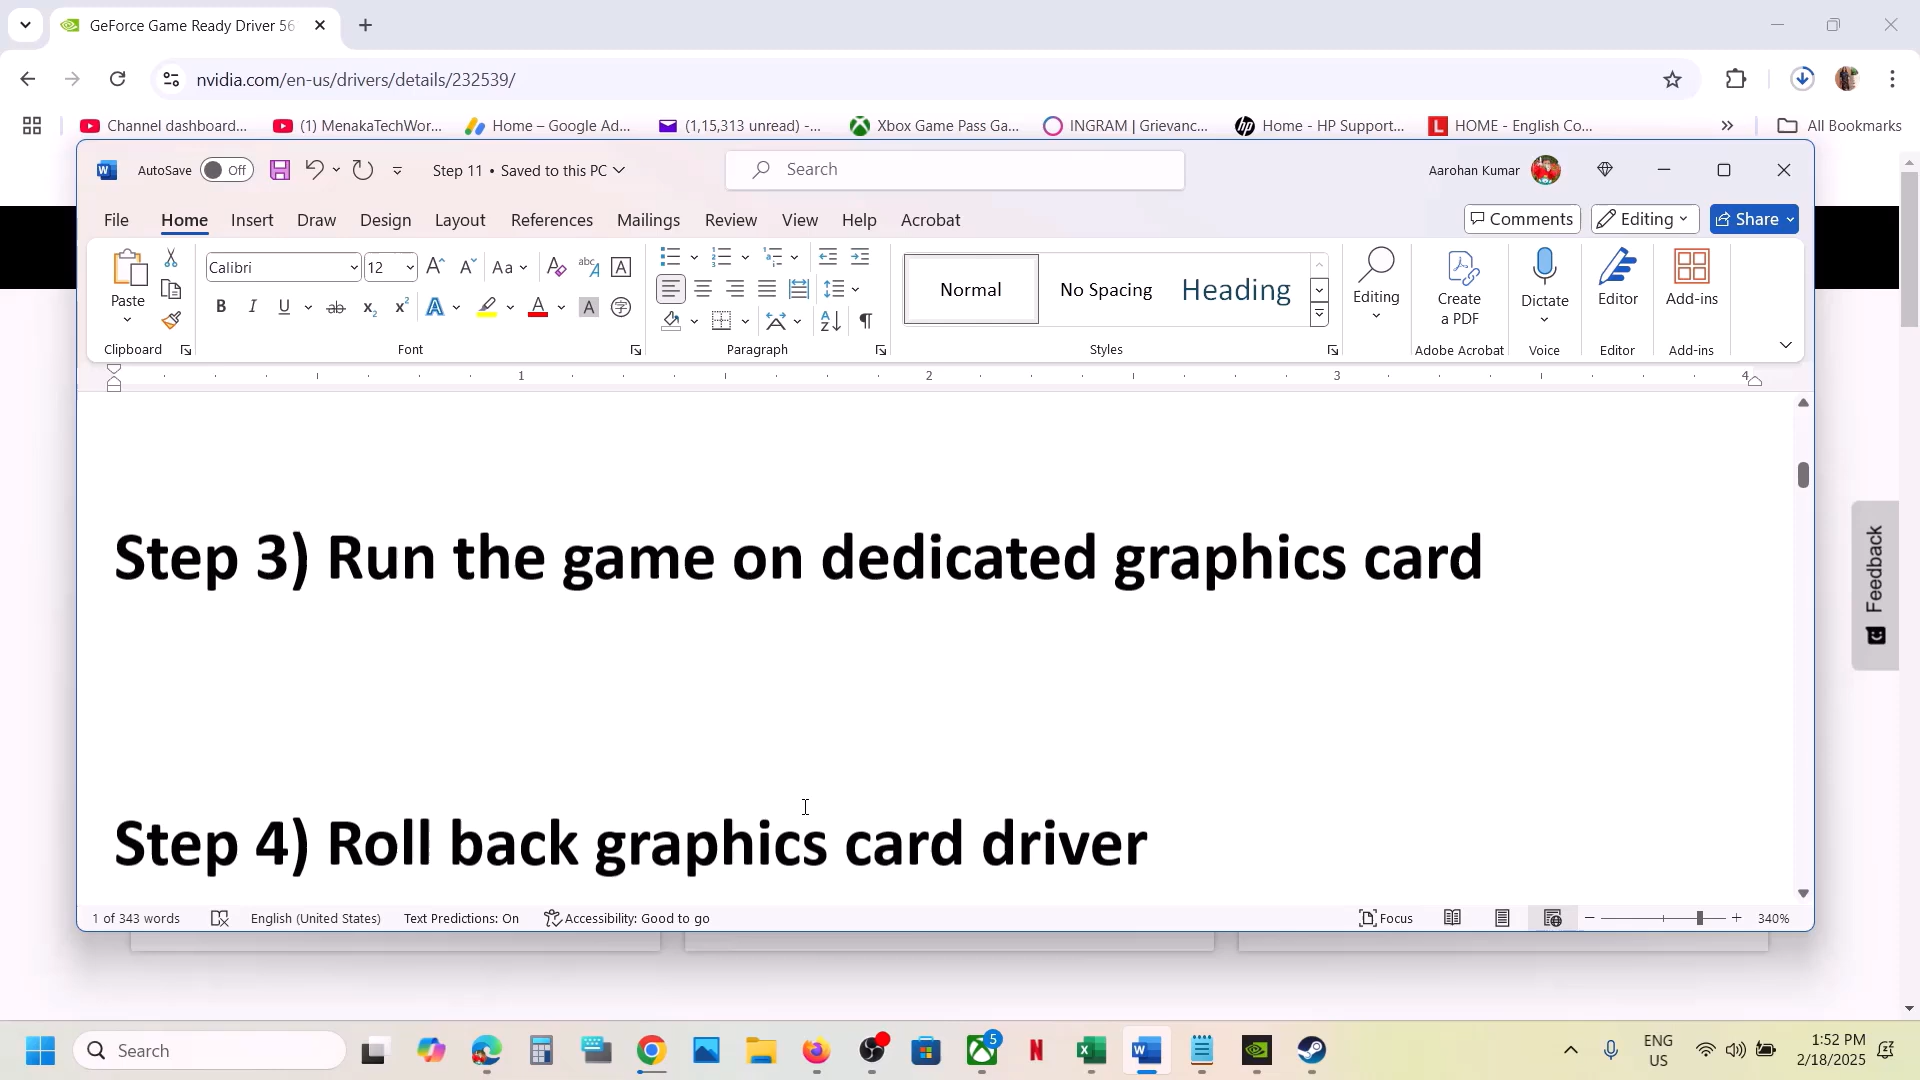 GeForce Game Ready Driver 56
nvidia.com/en-us/drivers/details/232539/
Channel dashboard...
(1) MenakaTechWor...
Home – Google Ad...
(1,15,313 unread) -...
Xbox Game Pass Ga...
INGRAM | Grievanc...
Home - HP Support...
HOME - English Co...
All Bookmarks
AutoSave
Off
Step 11 • Saved to this PC
Search
Aarohan Kumar
File
Home
Insert
Draw
Design
Layout
References
Mailings
Review
View
Help
Acrobat
Comments
Editing
Share
Paste
Clipboard
Calibri
12
Font
Paragraph
Normal
No Spacing
Heading
Styles
Editing
Create a PDF
Adobe Acrobat
Dictate
Voice
Editor
Editor
Add-ins
Add-ins
1
2
3
4
Step 3) Run the game on dedicated graphics card
Step 4) Roll back graphics card driver
Feedback
1 of 343 words
English (United States)
Text Predictions: On
Accessibility: Good to go
Focus
340%
Search
5
ENG
US
1:52 PM
2/18/2025